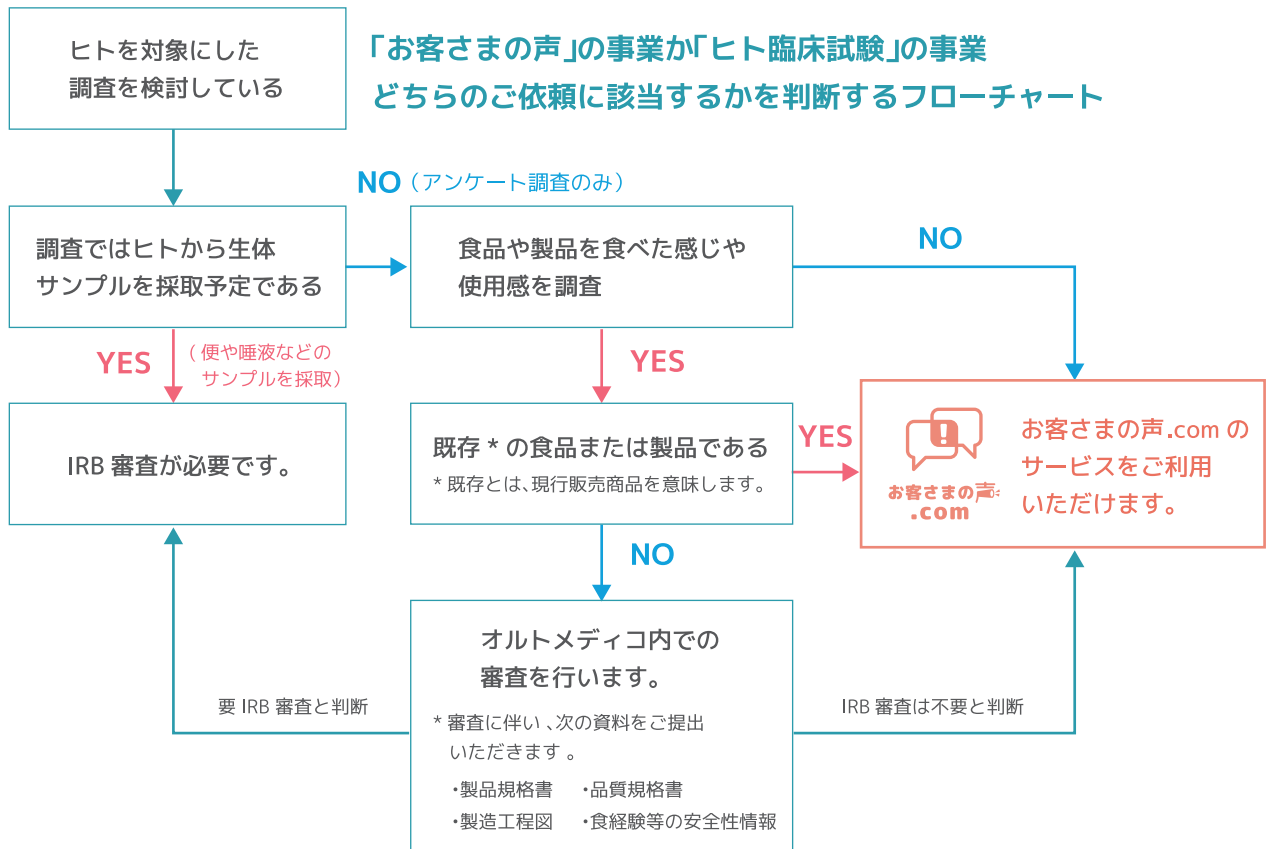 ヒトを対象にした
調査を検討している
「お客さまの声」の事業か「ヒト臨床試験」の事業
どちらのご依頼に該当するかを判断するフローチャート
NO（アンケート調査のみ）
調査ではヒトから生体
サンプルを採取予定である
食品や製品を食べた感じや
使用感を調査
NO
YES
( 便や唾液などの
サンプルを採取）
YES
IRB 審査が必要です。
既存 * の食品または製品である
* 既存とは、現行販売商品を意味します。
YES
お客さまの声
.com
お客さまの声.com の
サービスをご利用
いただけます。
NO
オルトメディコ内での
審査を行います。
* 審査に伴い 、次の資料をご提出
いただきます 。
・製品規格書　・品質規格書
・製造工程図　・食経験等の安全性情報
要 IRB 審査と判断
IRB 審査は不要と判断